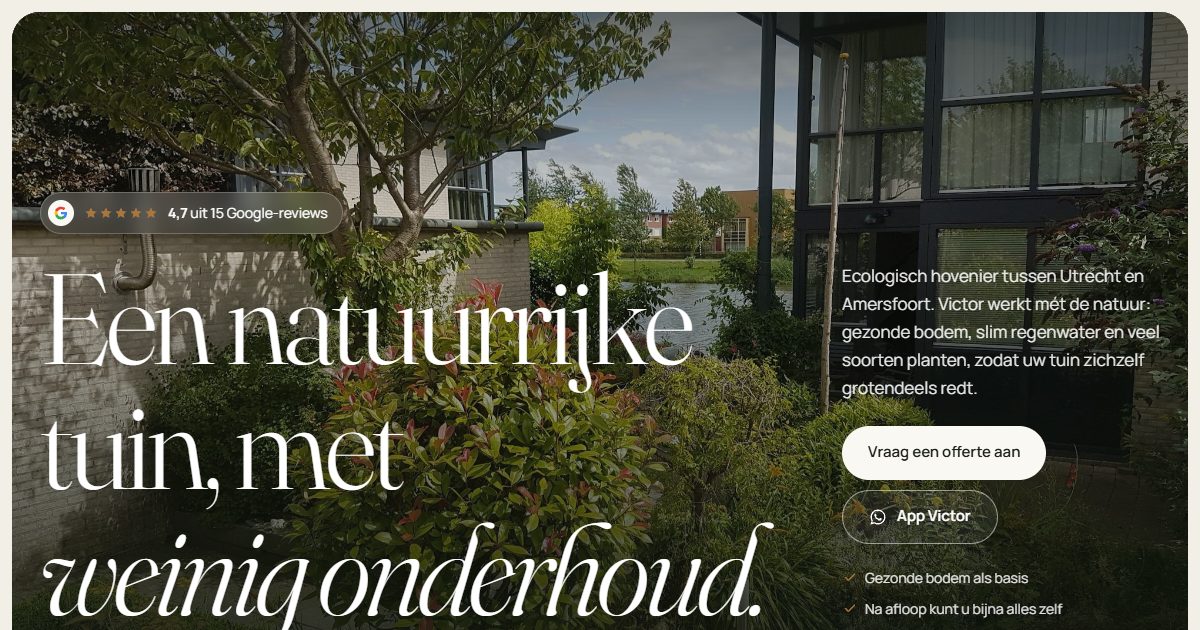 4,7 uit 15 Google-reviews
Een natuurrijke
tuin, met
weinig onderhoud.
Ecologisch hovenier tussen Utrecht en
Amersfoort. Victor werkt mét de natuur:
gezonde bodem, slim regenwater en veel
soorten planten, zodat uw tuin zichzelf
grotendeels redt.
Vraag een offerte aan
App Victor
Gezonde bodem als basis
Na afloop kunt u bijna alles zelf